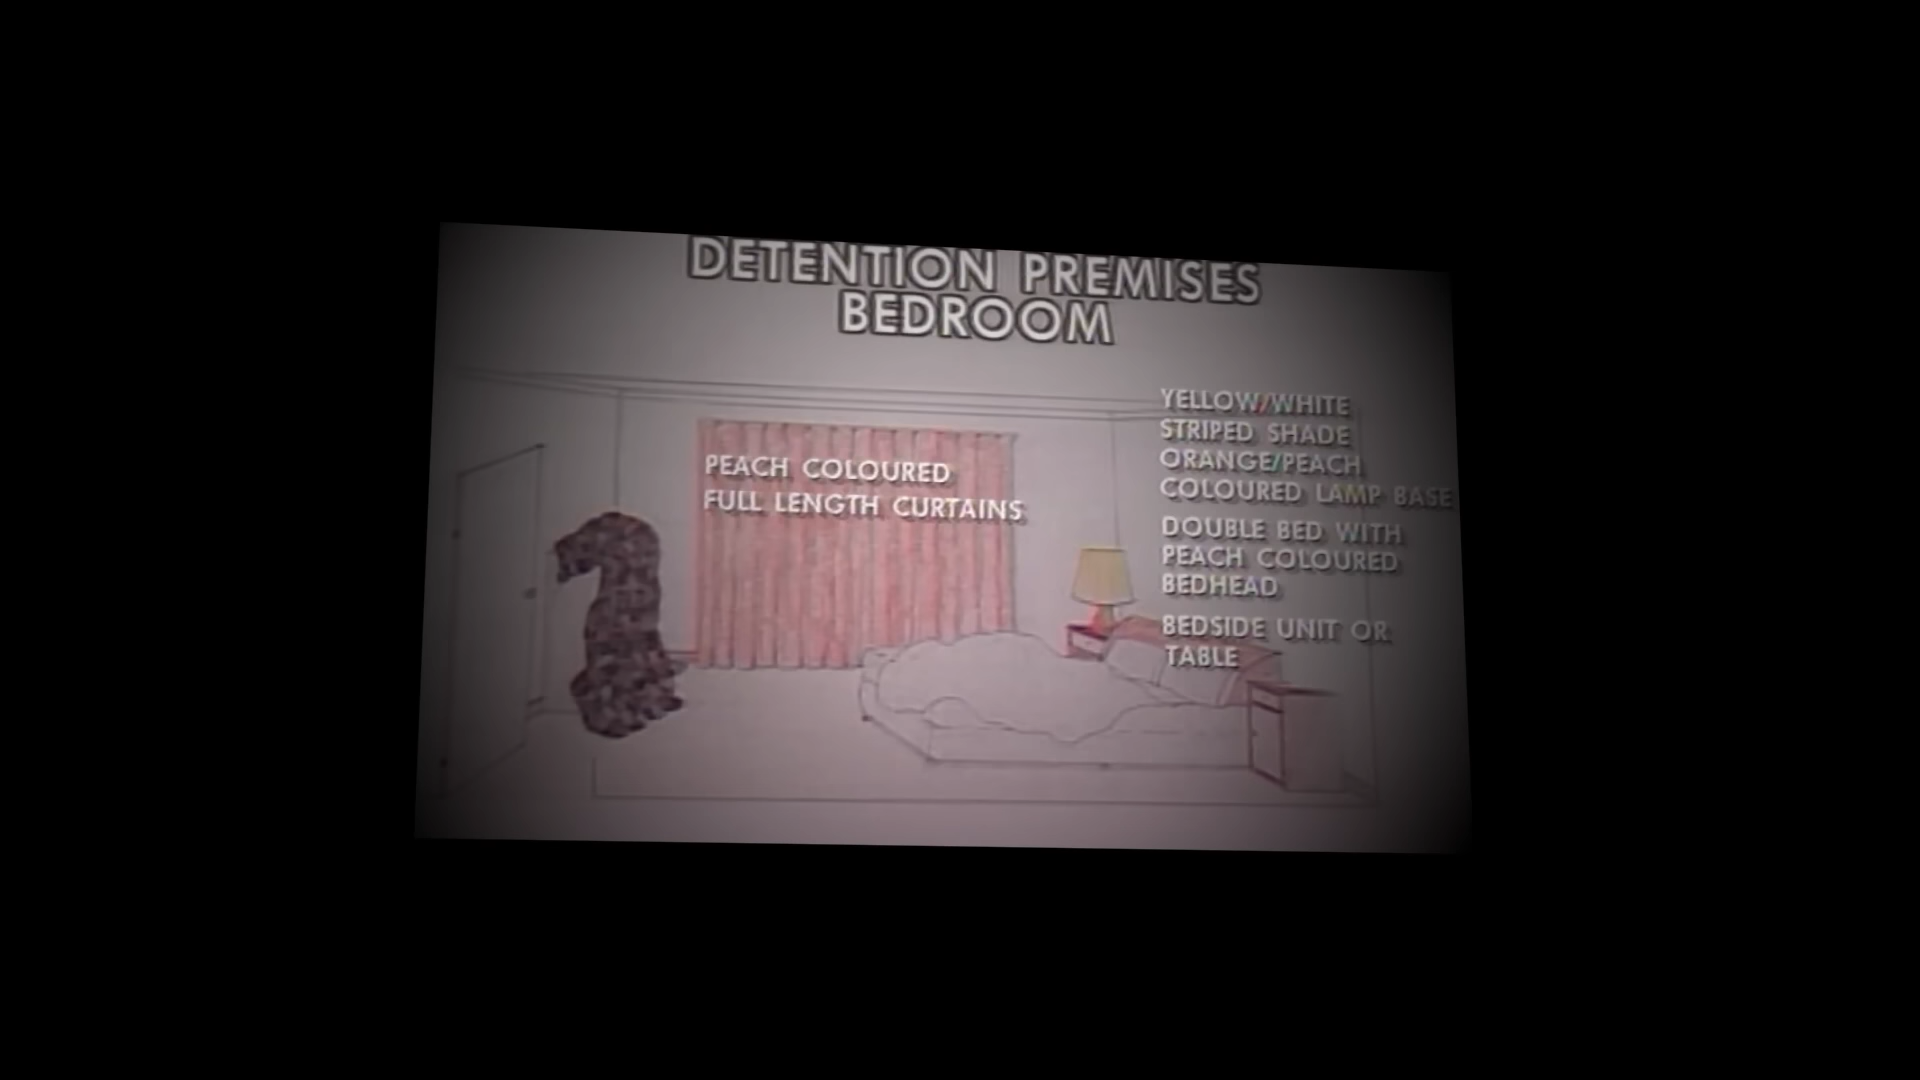 DETENTION PREMISES
BEDROOM
PEACH COLOURED
FULL LENGTH CURTAINS
YELLOW/WHITE
STRIPED SHADE
ORANGE/PEACH
COLOURED LAMP BASE
DOUBLE BED WITH
PEACH COLOURED
BEDHEAD
BEDSIDE UNIT OR
TABLE